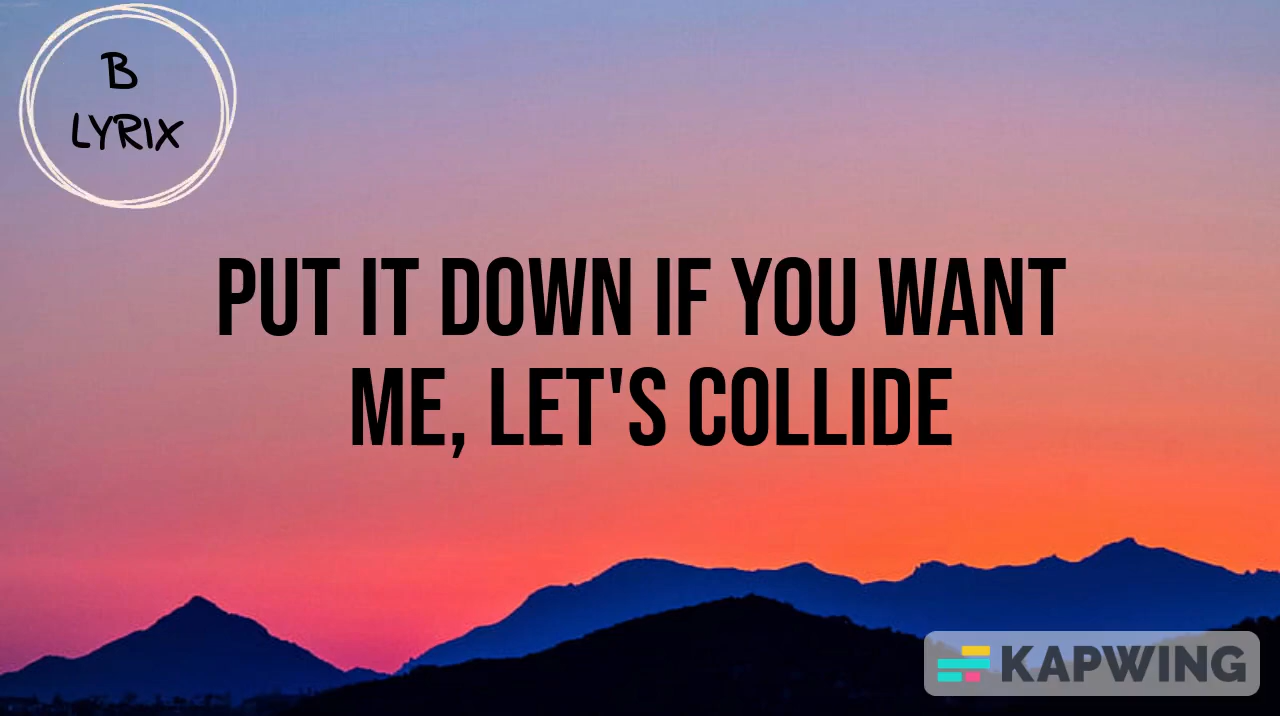 B
LYRIX
PUT IT DOWN IF YOU WANT
ME, LET'S COLLIDE
KAPWING